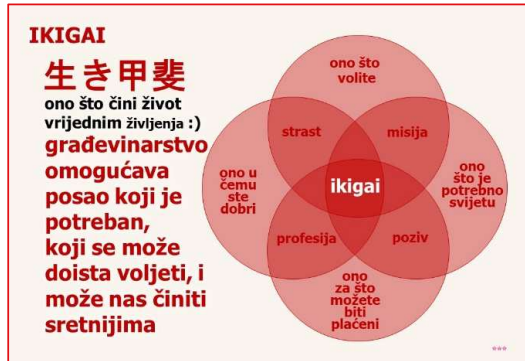 IKIGAI
生き甲斐
ono što čini život
vrijednim življenja :)
građevinarstvo
omogućava
posao koji je
potreban,
koji se može
doista voljeti, i
može nas činiti
sretnijima
ono što
volite
strast
misija
ono u
čemu
ste
dobri
ikigai
ono
što je
potrebno
svijetu
profesija
poziv
ono
za što
možete
biti
plaćeni
***